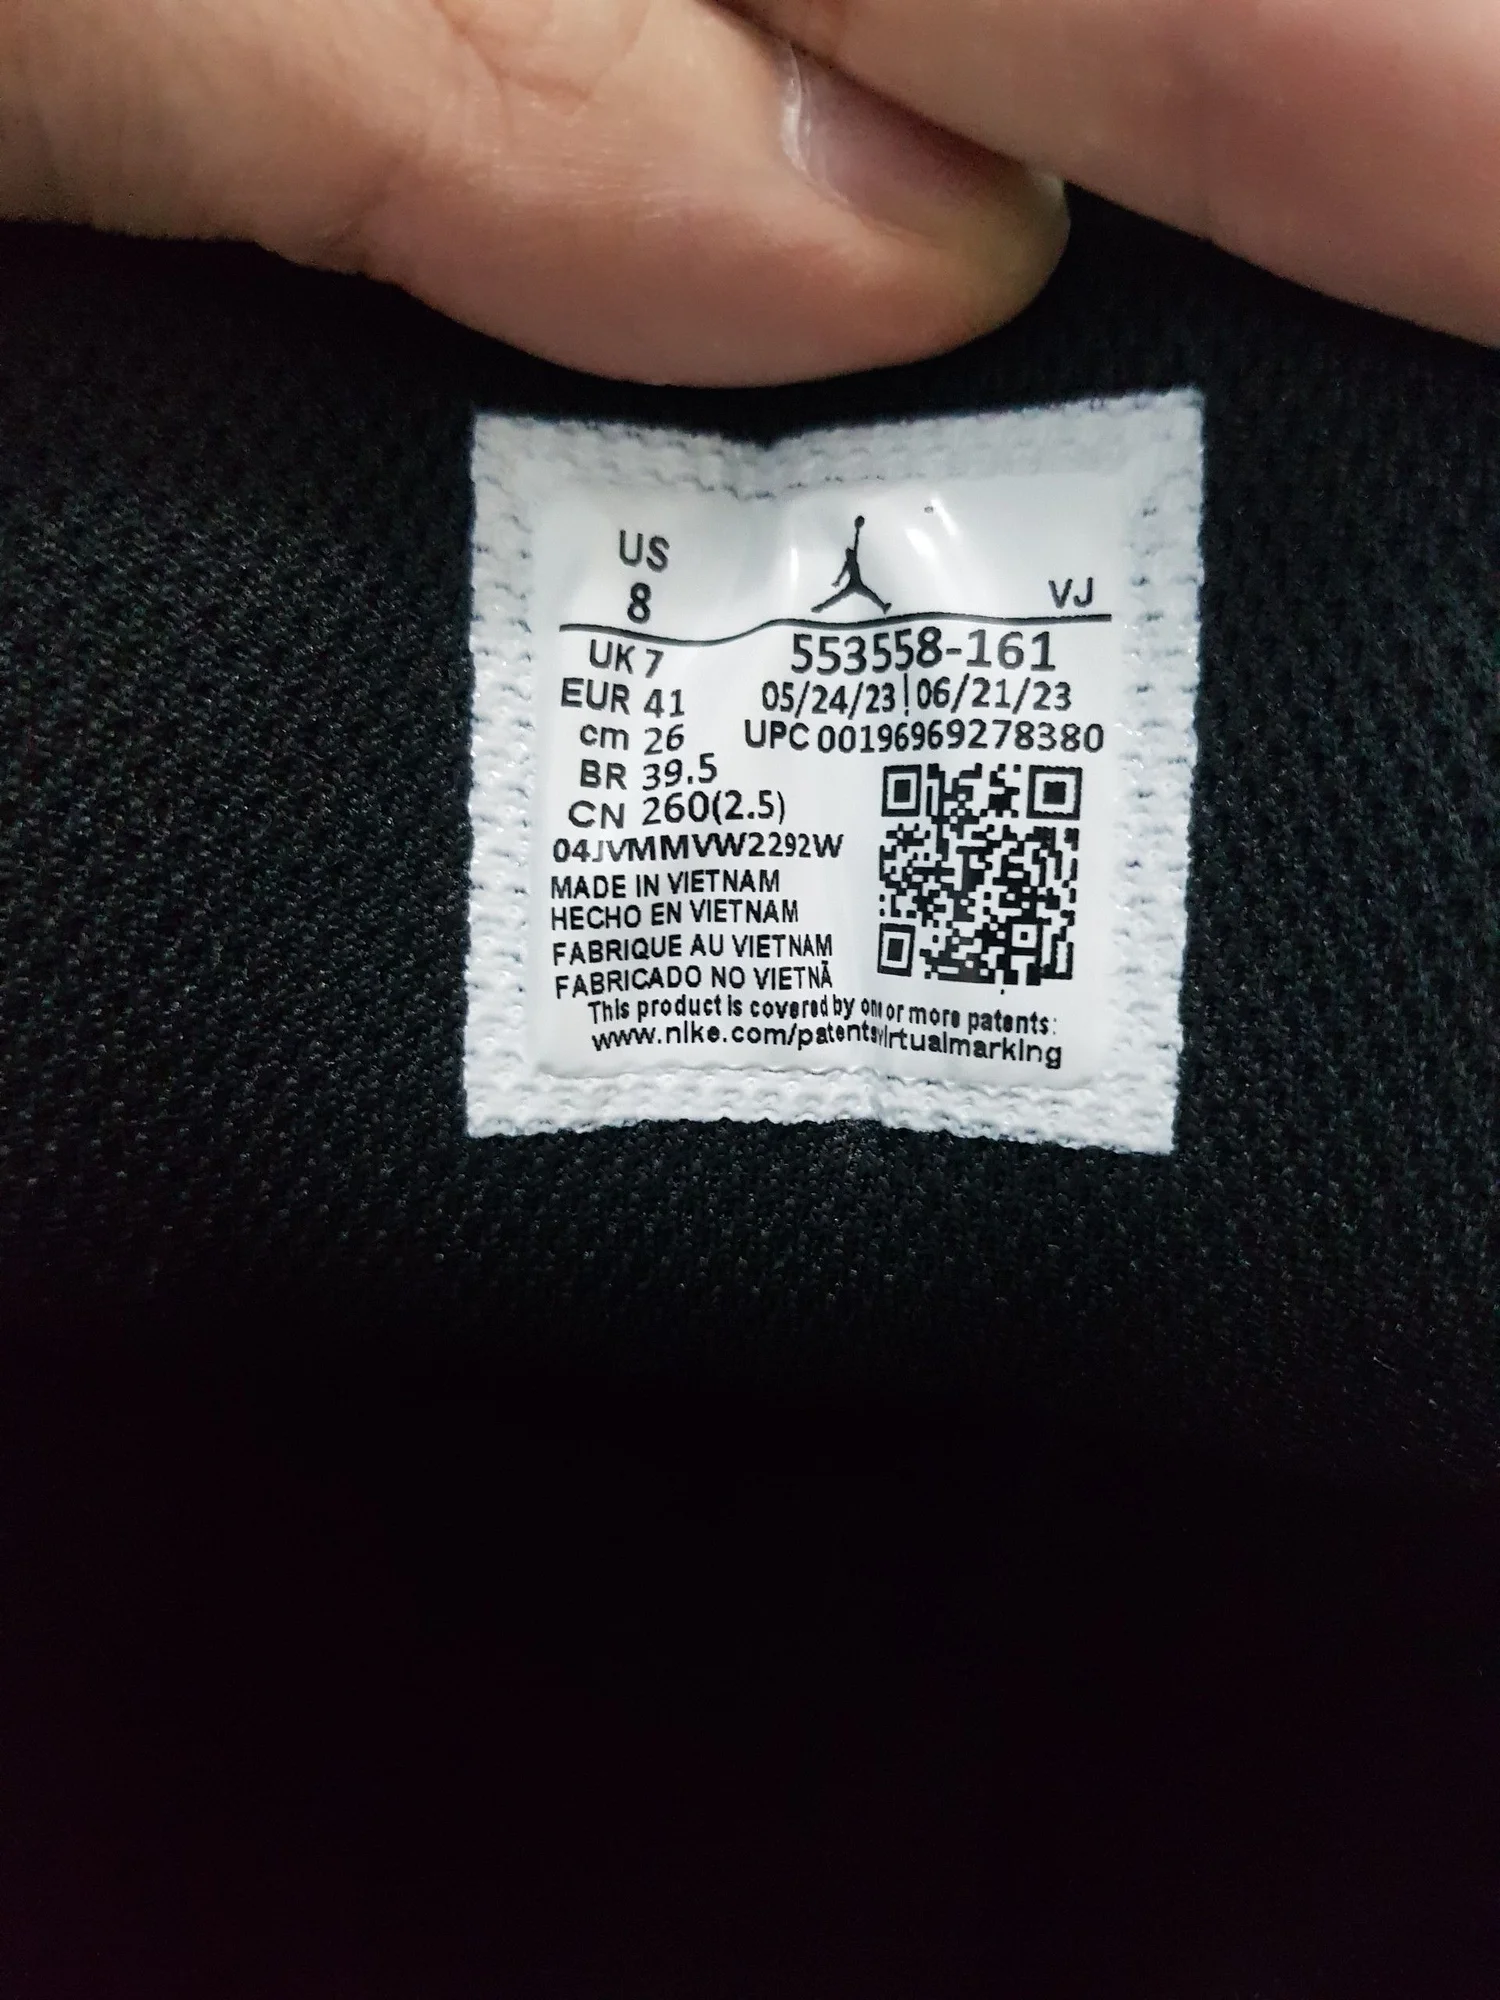 US
8
VJ
UK 7
553558-161
EUR 41
05/24/23 | 06/21/23
cm 26
UPC 00196969278380
BR 39.5
CN 260(2.5)
04JVMMVW2292W
MADE IN VIETNAM
HECHO EN VIETNAM
FABRIQUE AU VIETNAM
FABRICADO NO VIETNÃ
This product is covered by one or more patents:
www.nike.com/patentsvirtualmarking